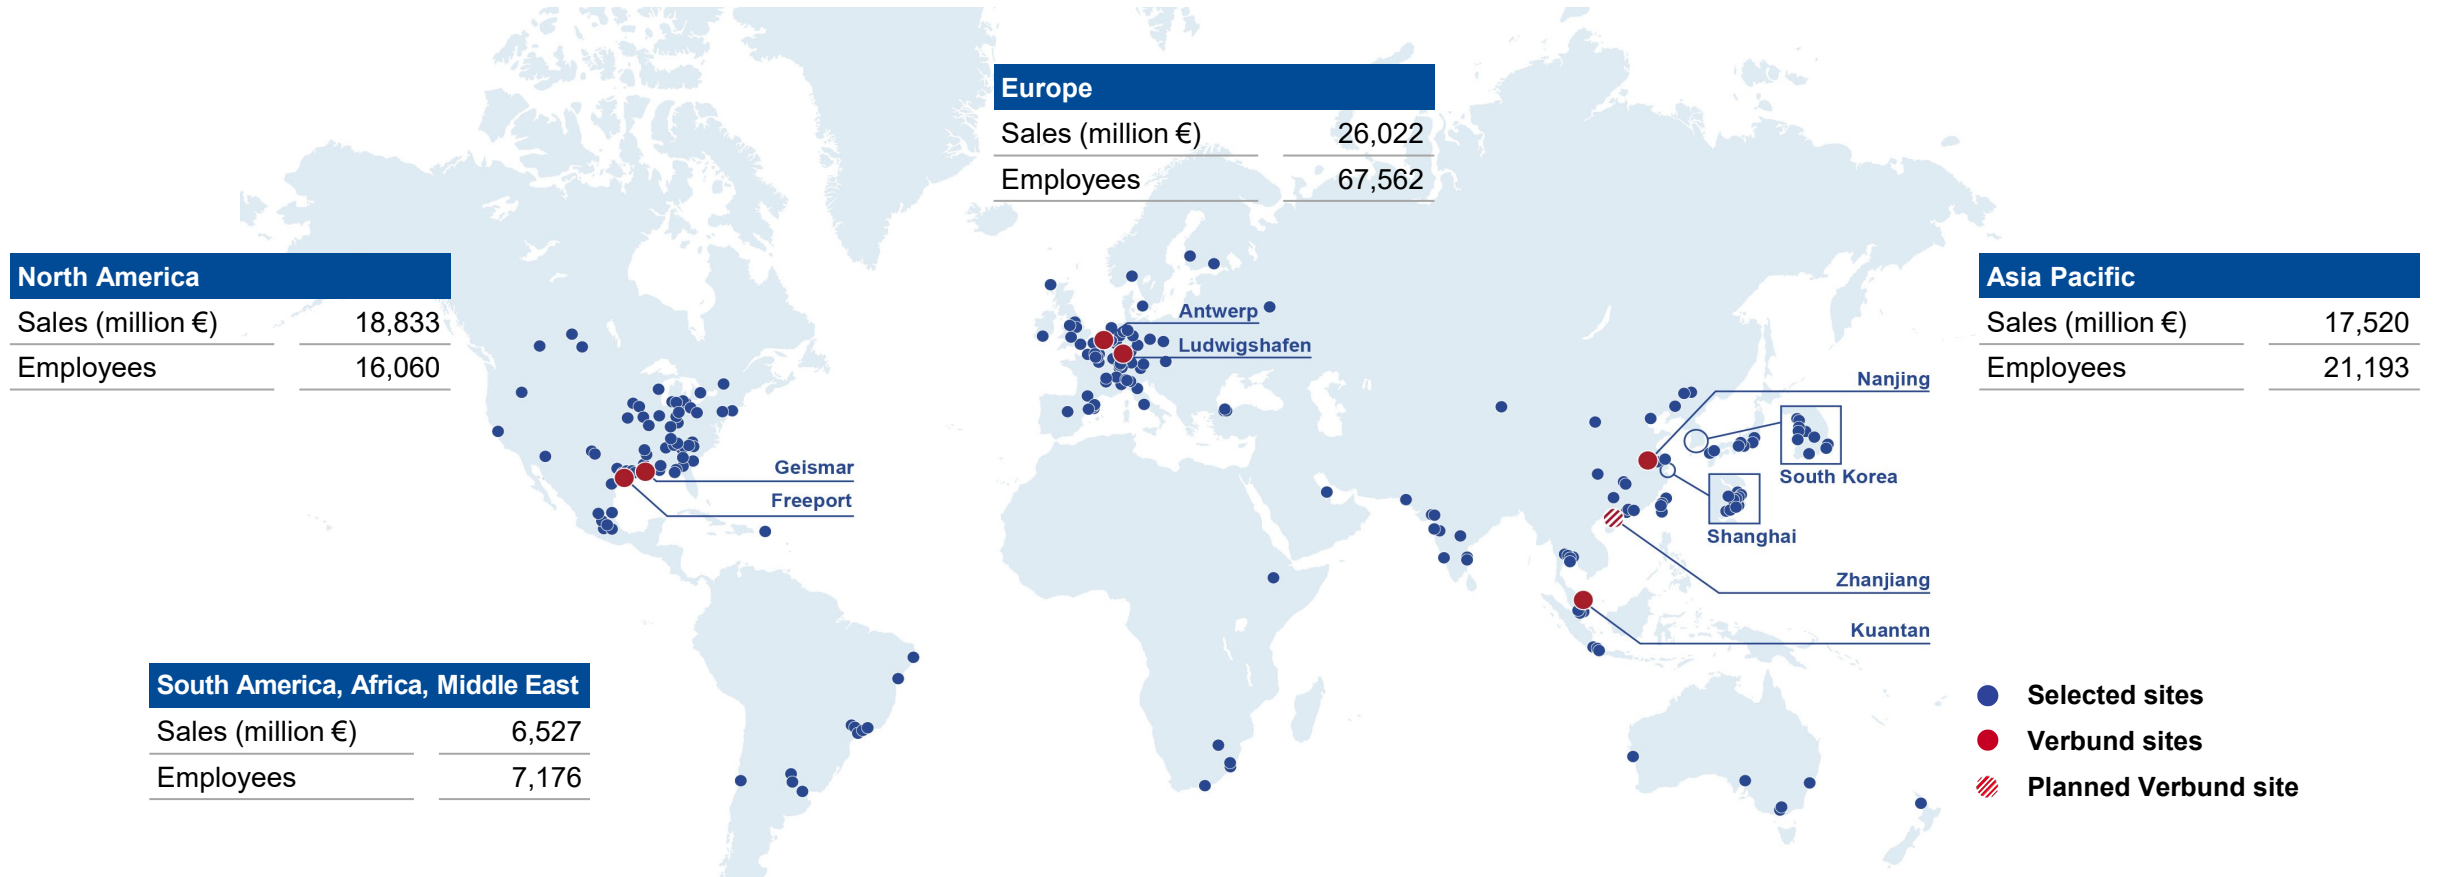 Europe
Sales (million €) 26,022
Employees 67,562
North America
Sales (million €) 18,833
Employees 16,060
Asia Pacific
Sales (million €) 17,520
Employees 21,193
Antwerp
Ludwigshafen
Nanjing
Geismar
Freeport
South Korea
Shanghai
Zhanjiang
Kuantan
South America, Africa, Middle East
Sales (million €) 6,527
Employees 7,176
Selected sites
Verbund sites
Planned Verbund site